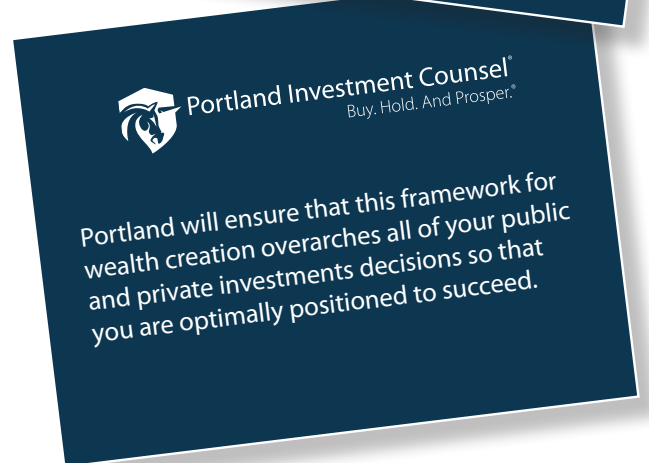 Portland Investment Counsel®
Buy. Hold. And Prosper.®
Portland will ensure that this framework for
wealth creation overarches all of your public
and private investments decisions so that
you are optimally positioned to succeed.